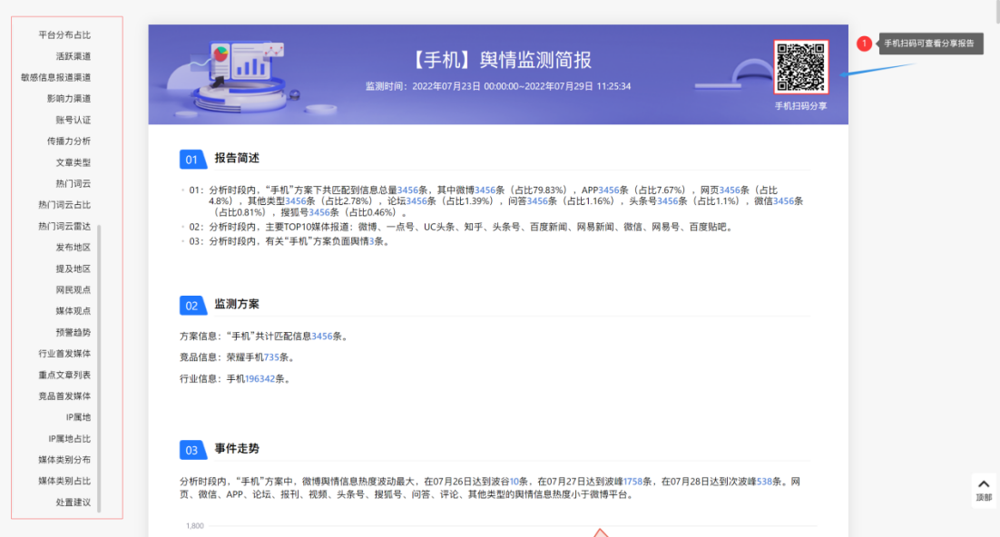 平台分布占比
活跃渠道
敏感信息报道渠道
影响力渠道
账号认证
传播力分析
文章类型
热门词云
热门词云占比
热门词云雷达
发布地区
提及地区
网民观点
媒体观点
预警趋势
行业首发媒体
重点文章列表
竞品首发媒体
IP属地
IP属地占比
媒体类别分布
媒体类别占比
处置建议
【手机】舆情监测简报
监测时间：2022年07月23日 00:00:00~2022年07月29日 11:25:34
手机扫码分享
1 手机扫码可查看分享报告
01 报告简述
· 01：分析时段内，“手机”方案下共匹配到信息总量3456条，其中微博3456条（占比79.83%），APP3456条（占比7.67%），网页3456条（占比
4.8%），其他类型3456条（占比2.78%），论坛3456条（占比1.39%），问答3456条（占比1.16%），头条号3456条（占比1.1%），微信3456条
（占比0.81%），搜狐号3456条（占比0.46%）。
· 02：分析时段内，主要TOP10媒体报道：微博、一点号、UC头条、知乎、头条号、百度新闻、网易新闻、微信、网易号、百度贴吧。
· 03：分析时段内，有关“手机”方案负面舆情3条。
02 监测方案
方案信息：“手机”共计匹配信息3456条。
竞品信息：荣耀手机735条。
行业信息：手机196342条。
03 事件走势
分析时段内，“手机”方案中，微博舆情信息热度波动最大，在07月26日达到波谷10条，在07月27日达到波峰1758条，在07月28日达到次波峰538条。网
页、微信、APP、论坛、报刊、视频、头条号、搜狐号、问答、评论、其他类型的舆情信息热度小于微博平台。
1,800
顶部